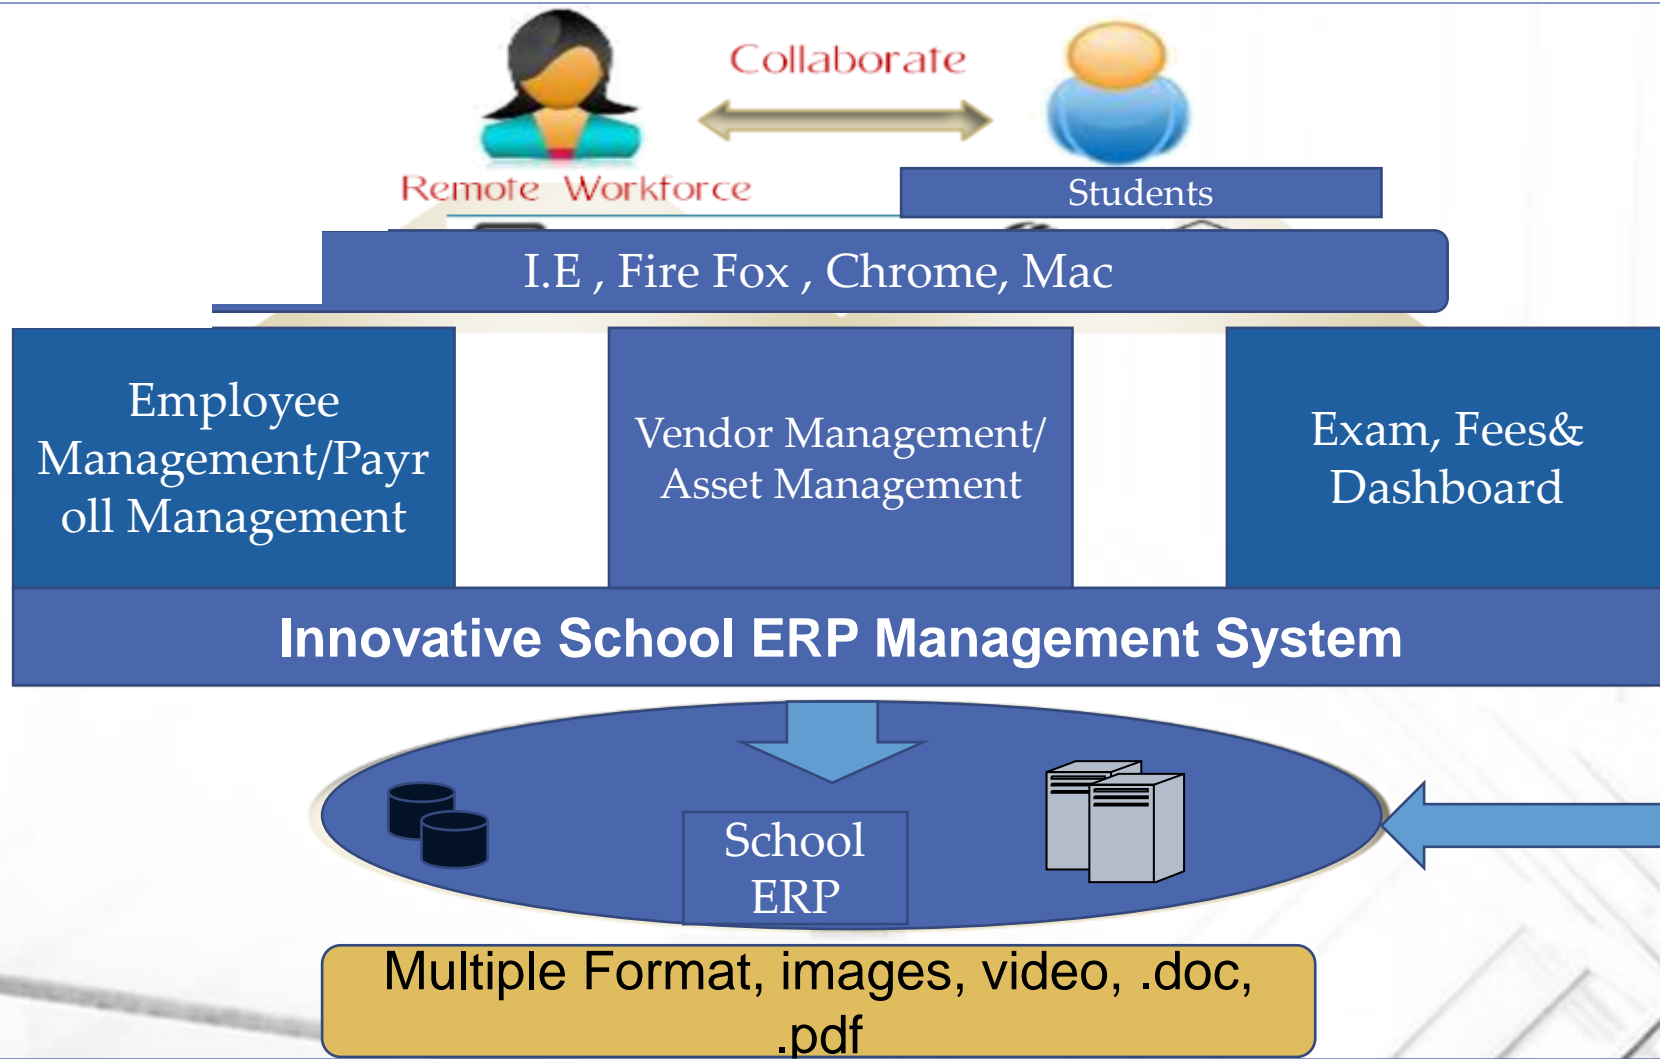 Collaborate
Remote Workforce
Students
I.E , Fire Fox , Chrome, Mac
Employee
Management/Payr
oll Management
Vendor Management/
Asset Management
Exam, Fees&
Dashboard
Innovative School ERP Management System
School
ERP
Multiple Format, images, video, .doc,
.pdf